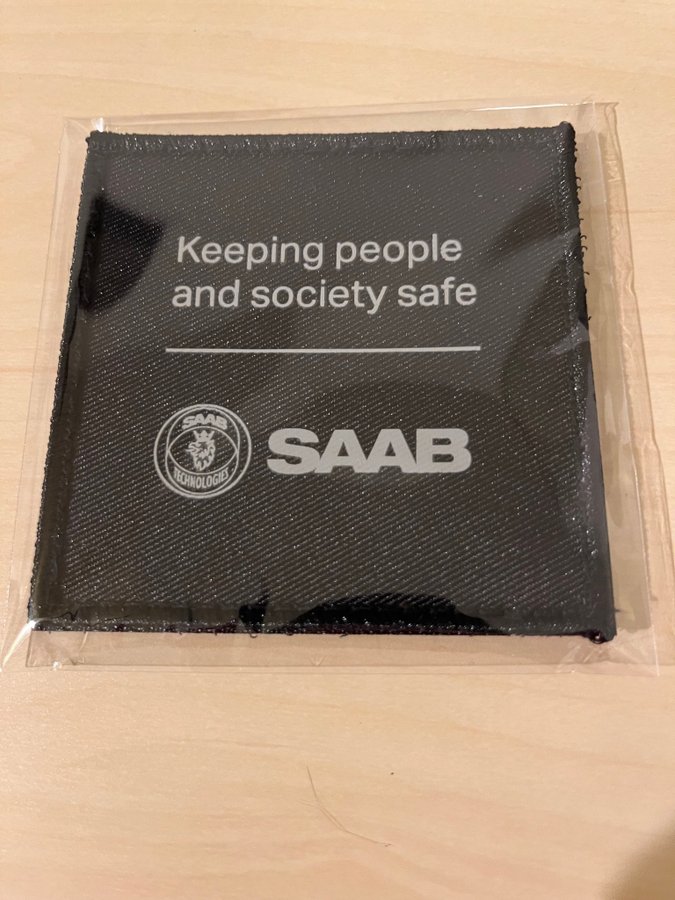 Keeping people
and society safe
SAAB
TECHNOLOGIES
SAAB